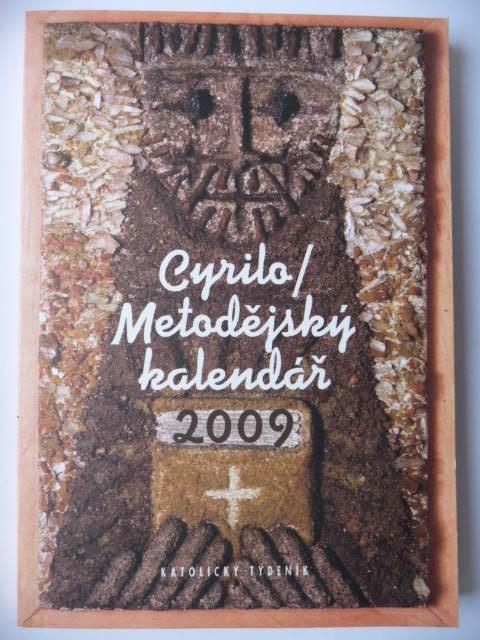 Cyrilo/
Metodějský
kalendář
2009
KATOLICKÝ TÝDENÍK